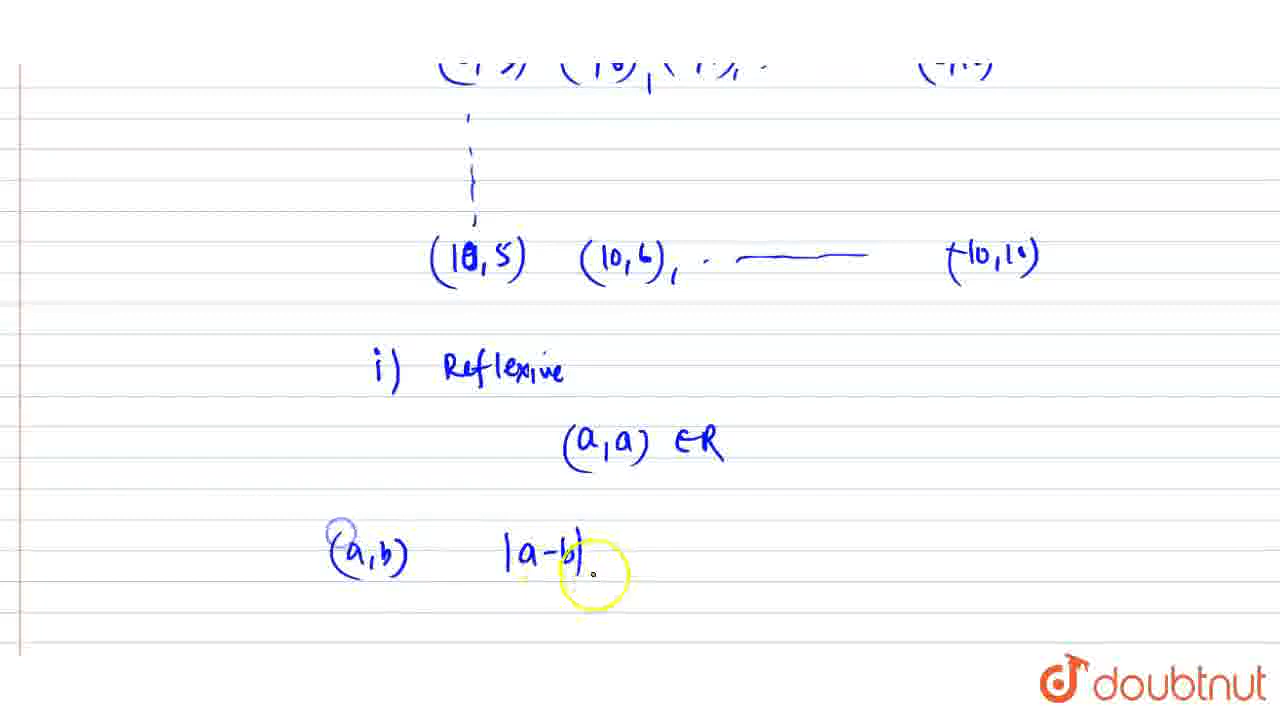 (10,5) (10,6), . —— (10,10)
i) Reflexive
(a,a) ∈R
(a,b) |a-b|
doubtnut